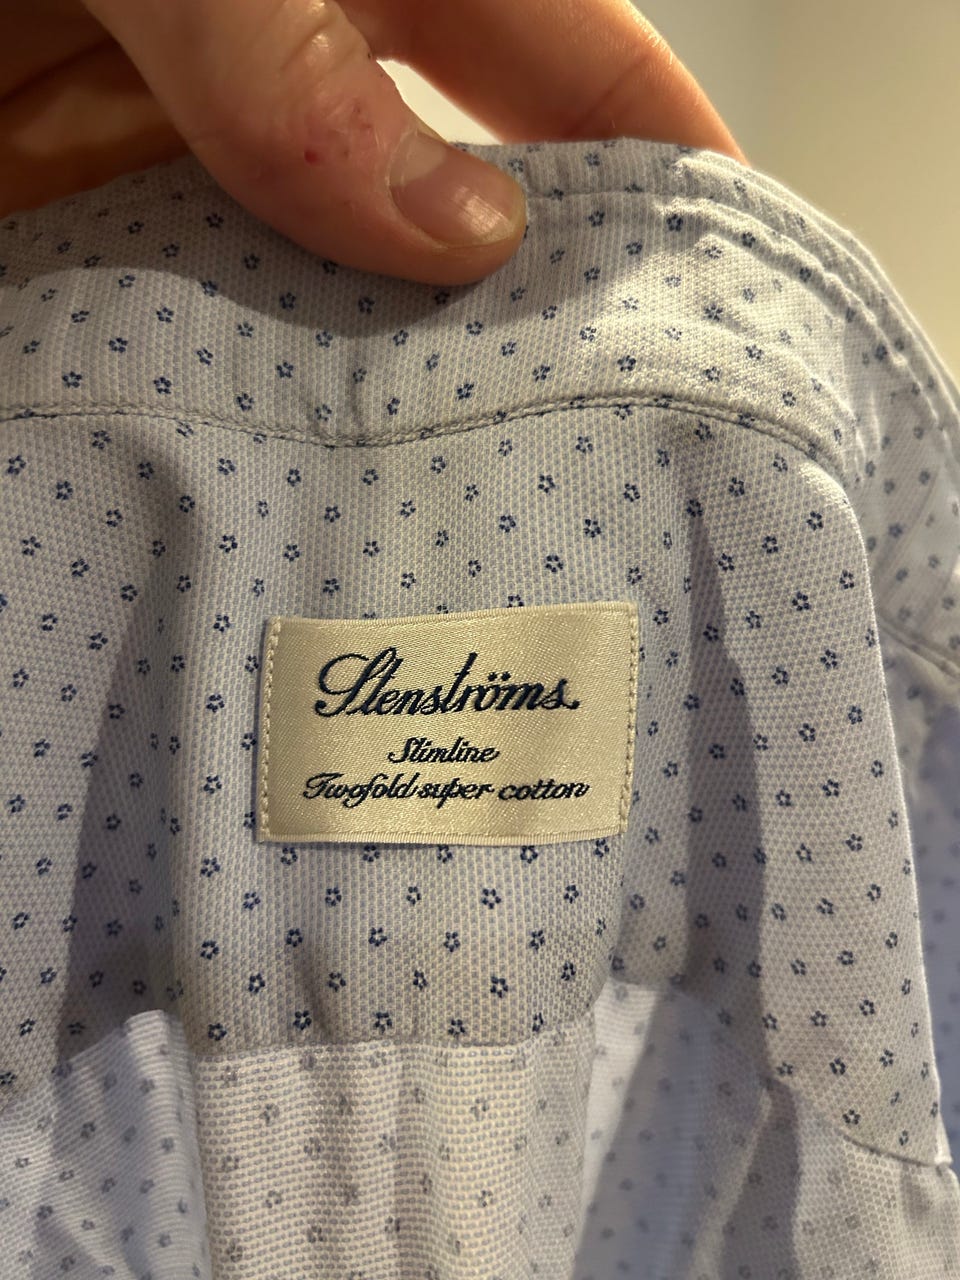 Stenströms.
Slimline
Twofold super cotton